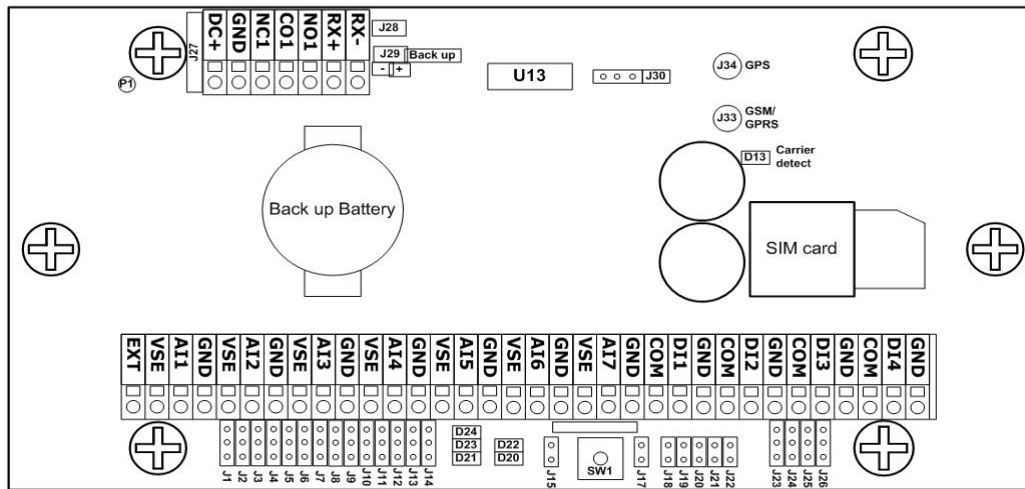 J27
DC+ GND NC1 CO1 NO1 RX+ RX-
J28
J29 Back up
- +
P1
U13
J30
J34 GPS
J33 GSM/
GPRS
D13 Carrier
detect
Back up Battery
SIM card
EXT VSE AI1 GND VSE AI2 GND VSE AI3 GND VSE AI4 GND VSE AI5 GND VSE AI6 GND VSE AI7 GND COM DI1 GND COM DI2 GND COM DI3 GND COM DI4 GND
D24
D23 D22
D21 D20
SW1
J1 J2 J3 J4 J5 J6 J7 J8 J9 J10 J11 J12 J13 J14 J15 J17 J18 J19 J20 J21 J22 J23 J24 J25 J26